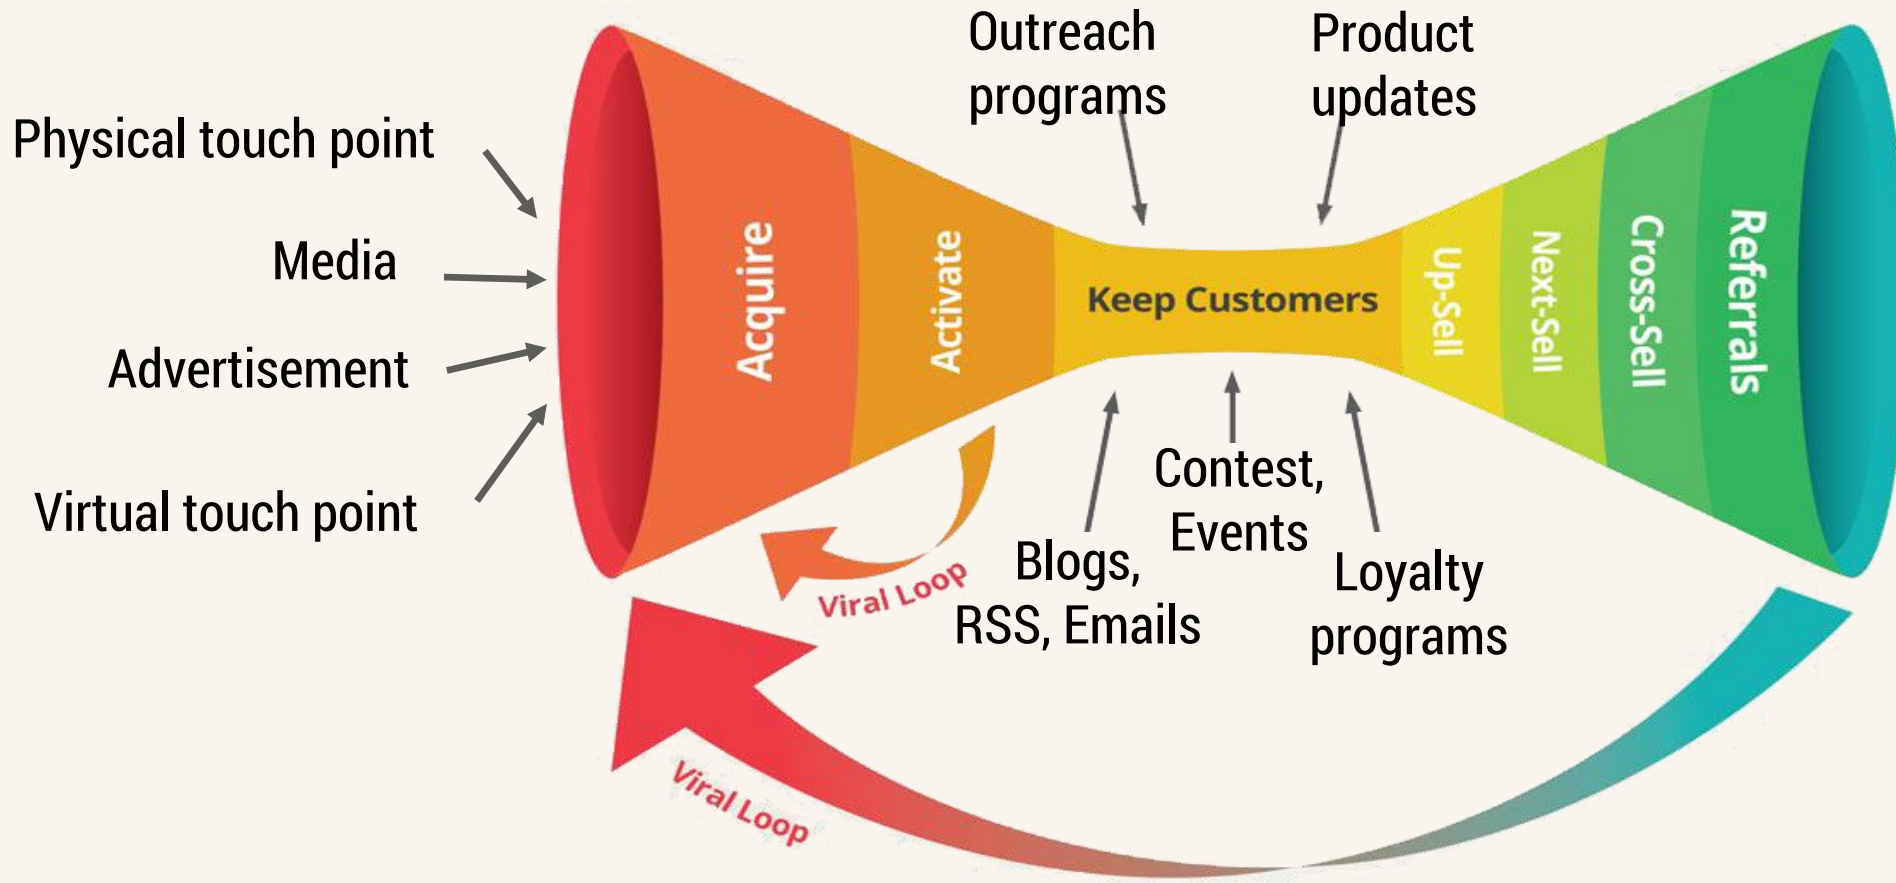 Outreach
programs
Product
updates
Physical touch point
Media
Advertisement
Virtual touch point
Acquire
Activate
Keep Customers
Up-Sell
Next-Sell
Cross-Sell
Referrals
Contest,
Events
Blogs,
RSS, Emails
Loyalty
programs
Viral Loop
Viral Loop